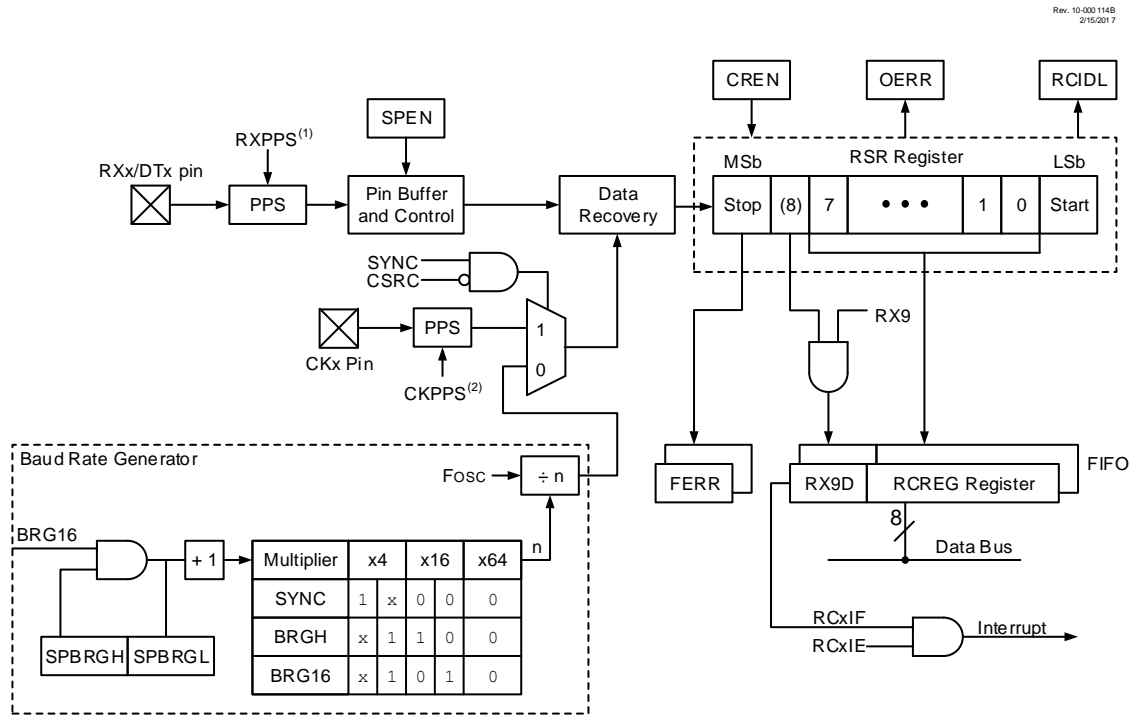 Rev. 10-000 114B
2/15/2017
CREN
OERR
RCIDL
SPEN
RXPPS(1)
RXx/DTx pin
PPS
Pin Buffer
and Control
Data
Recovery
MSb
RSR Register
LSb
Stop
(8)
7
• • •
1
0
Start
SYNC
CSRC
PPS
CKx Pin
CKPPS(2)
1
0
RX9
Baud Rate Generator
FOSC
÷ n
n
FERR
RX9D
RCREG Register
FIFO
8
Data Bus
BRG16
+ 1
Multiplier x4 x16 x64
SYNC 1 x 0 0 0
BRGH x 1 1 0 0
BRG16 x 1 0 1 0
SPBRGH
SPBRGL
RCxIF
RCxIE
Interrupt